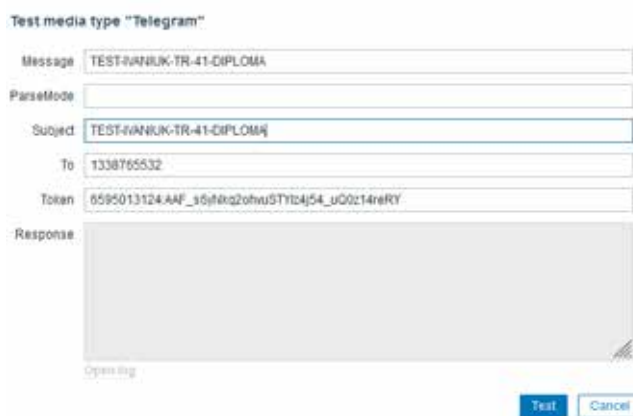 Test media type "Telegram"
Message TEST-IVANIUK-TR-41-DIPLOMA
ParseMode
Subject TEST-IVANIUK-TR-41-DIPLOMA
To 1338765532
Token
Response
Open log
Test Cancel